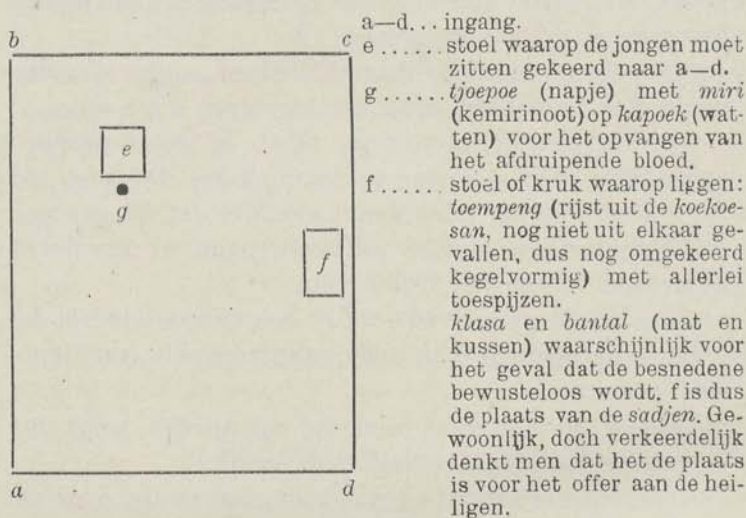 b
c
e
g
f
a
d
a—d... ingang.
e ...... stoel waarop de jongen moet
zitten gekeerd naar a—d.
g ...... tjoepoe (napje) met miri
(kemirinoot) op kapoek (wat-
ten) voor het opvangen van
het afdruipende bloed.
f ...... stoel of kruk waarop liggen:
toempeng (rijst uit de koekoe-
san, nog niet uit elkaar ge-
vallen, dus nog omgekeerd
kegelvormig) met allerlei
toespijzen.
klasa en bantal (mat en
kussen) waarschijnlijk voor
het geval dat de besnedene
bewusteloos wordt. f is dus
de plaats van de sadjen. Ge-
woonlijk, doch verkeerdelijk
denkt men dat het de plaats
is voor het offer aan de hei-
ligen.